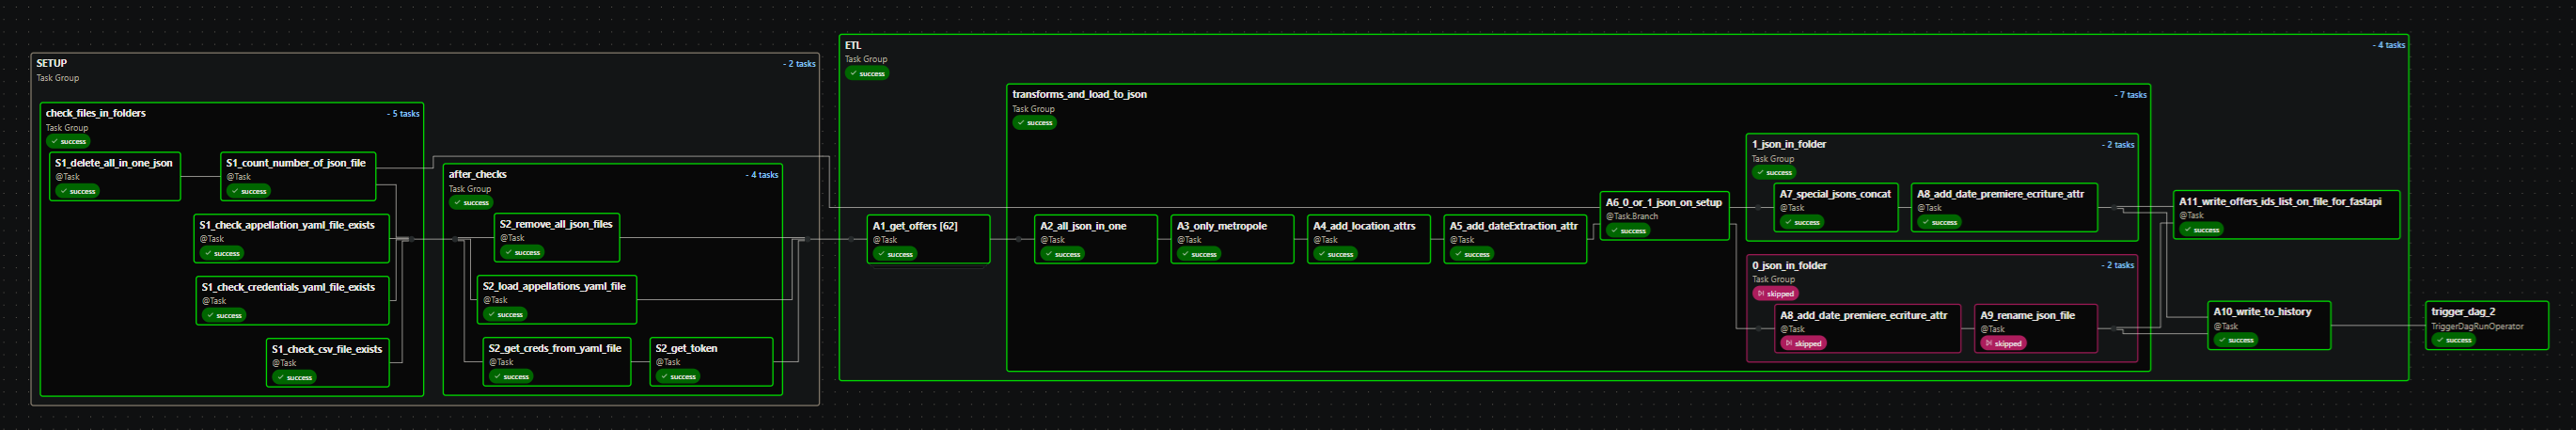 SETUP
- 2 tasks
Task Group
check_files_in_folders
- 5 tasks
Task Group
success
S1_delete_all_in_one_json
@Task
success
S1_count_number_of_json_file
@Task
success
S1_check_appellation_yaml_file_exists
@Task
success
S1_check_credentials_yaml_file_exists
@Task
success
S1_check_csv_file_exists
@Task
success
after_checks
- 4 tasks
Task Group
success
S2_remove_all_json_files
@Task
success
S2_load_appellations_yaml_file
@Task
success
S2_get_creds_from_yaml_file
@Task
success
S2_get_token
@Task
success
ETL
- 4 tasks
Task Group
success
A1_get_offers [62]
@Task
success
transforms_and_load_to_json
- 7 tasks
Task Group
success
A2_all_json_in_one
@Task
success
A3_only_metropole
@Task
success
A4_add_location_attrs
@Task
success
A5_add_dateExtraction_attr
@Task
success
A6_0_or_1_json_on_setup
@Task.Branch
success
1_json_in_folder
- 2 tasks
Task Group
success
A7_special_jsons_concat
@Task
success
A8_add_date_premiere_ecriture_attr
@Task
success
0_json_in_folder
- 2 tasks
Task Group
skipped
A8_add_date_premiere_ecriture_attr
@Task
skipped
A9_rename_json_file
@Task
skipped
A11_write_offers_ids_list_on_file_for_fastapi
@Task
success
A10_write_to_history
@Task
success
trigger_dag_2
TriggerDagRunOperator
success